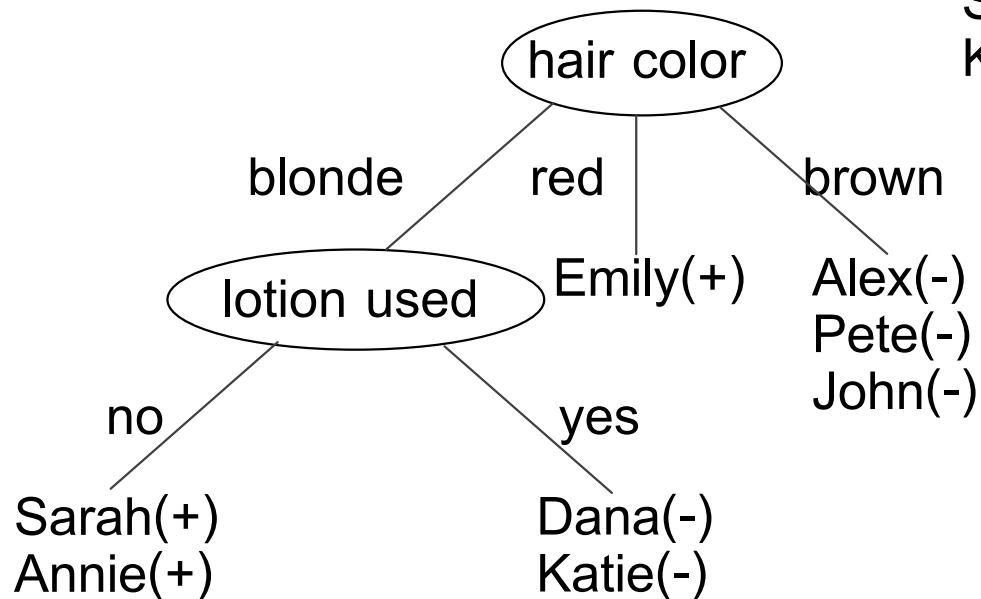 hair color
blonde
red
brown
lotion used
Emily(+)
Alex(-)
Pete(-)
John(-)
no
yes
Sarah(+)
Annie(+)
Dana(-)
Katie(-)